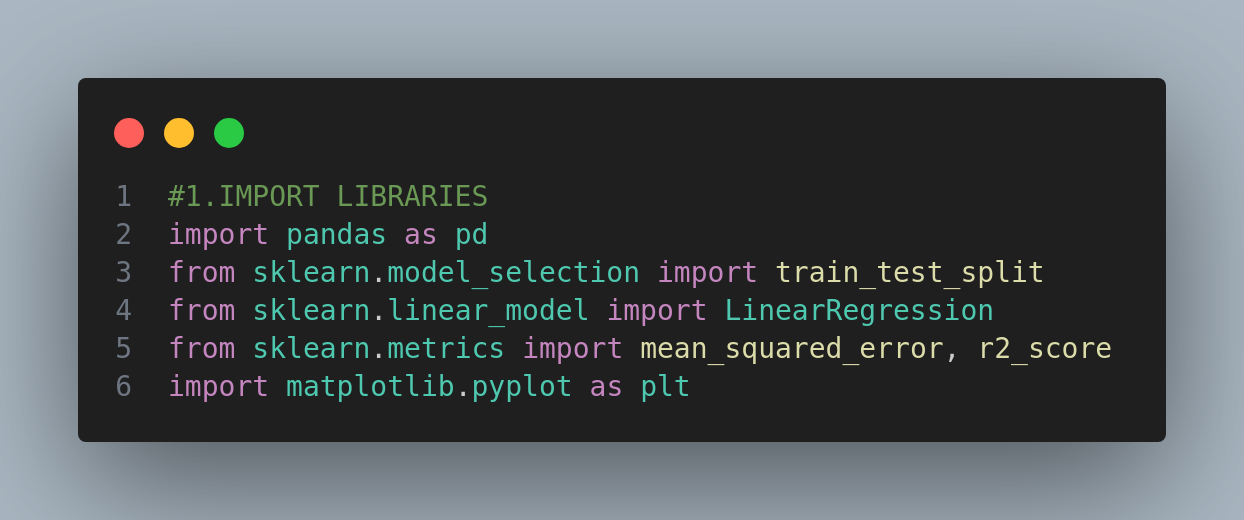 1 #1.IMPORT LIBRARIES
2 import pandas as pd
3 from sklearn.model_selection import train_test_split
4 from sklearn.linear_model import LinearRegression
5 from sklearn.metrics import mean_squared_error, r2_score
6 import matplotlib.pyplot as plt